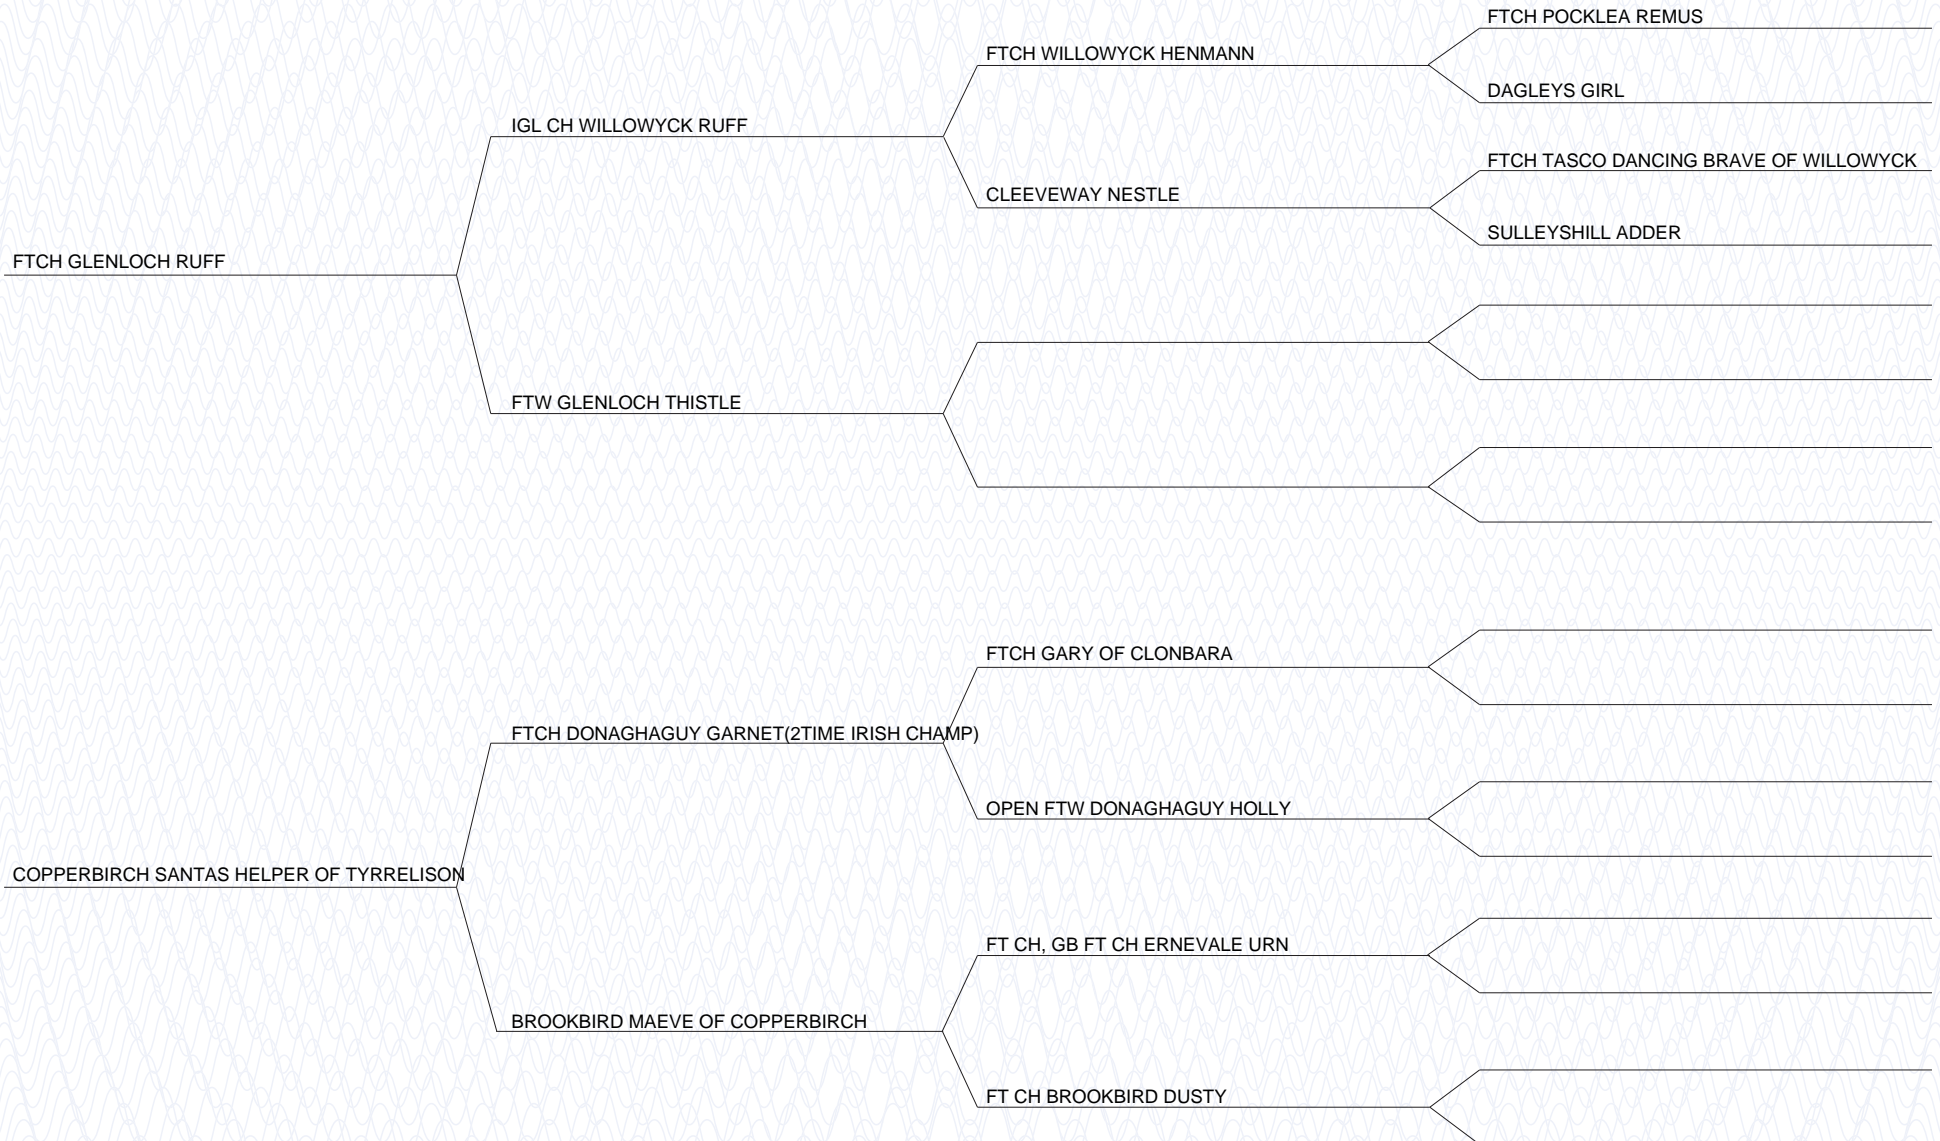 FTCH POCKLEA REMUS
FTCH WILLOWYCK HENMANN
DAGLEYS GIRL
IGL CH WILLOWYCK RUFF
FTCH TASCO DANCING BRAVE OF WILLOWYCK
CLEEVEWAY NESTLE
SULLEYSHILL ADDER
FTCH GLENLOCH RUFF
FTW GLENLOCH THISTLE
FTCH GARY OF CLONBARA
FTCH DONAGHAGUY GARNET(2TIME IRISH CHAMP)
OPEN FTW DONAGHAGUY HOLLY
COPPERBIRCH SANTAS HELPER OF TYRRELISON
FT CH, GB FT CH ERNEVALE URN
BROOKBIRD MAEVE OF COPPERBIRCH
FT CH BROOKBIRD DUSTY